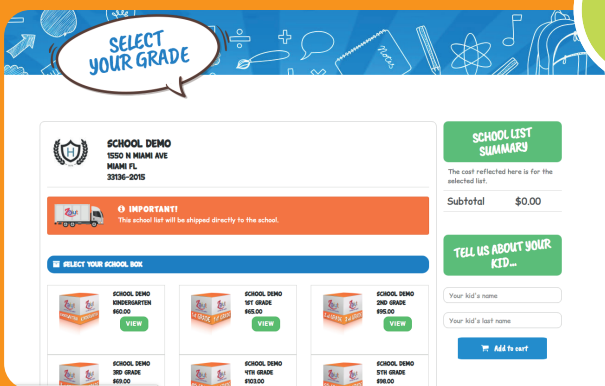 SELECT
YOUR GRADE
Notes
H
SCHOOL DEMO
1550 N MIAMI AVE
MIAMI FL
33136-2015
IMPORTANT!
This school list will be shipped directly to the school.
SELECT YOUR SCHOOL BOX
SCHOOL DEMO
KINDERGARTEN
$60.00
VIEW
SCHOOL DEMO
1ST GRADE
$65.00
VIEW
SCHOOL DEMO
2ND GRADE
$95.00
VIEW
SCHOOL DEMO
3RD GRADE
$69.00
SCHOOL DEMO
4TH GRADE
$103.00
SCHOOL DEMO
5TH GRADE
$98.00
SCHOOL LIST
SUMMARY
The cost reflected here is for the
selected list.
Subtotal $0.00
TELL US ABOUT YOUR
KID...
Your kid's name
Your kid's last name
Add to cart